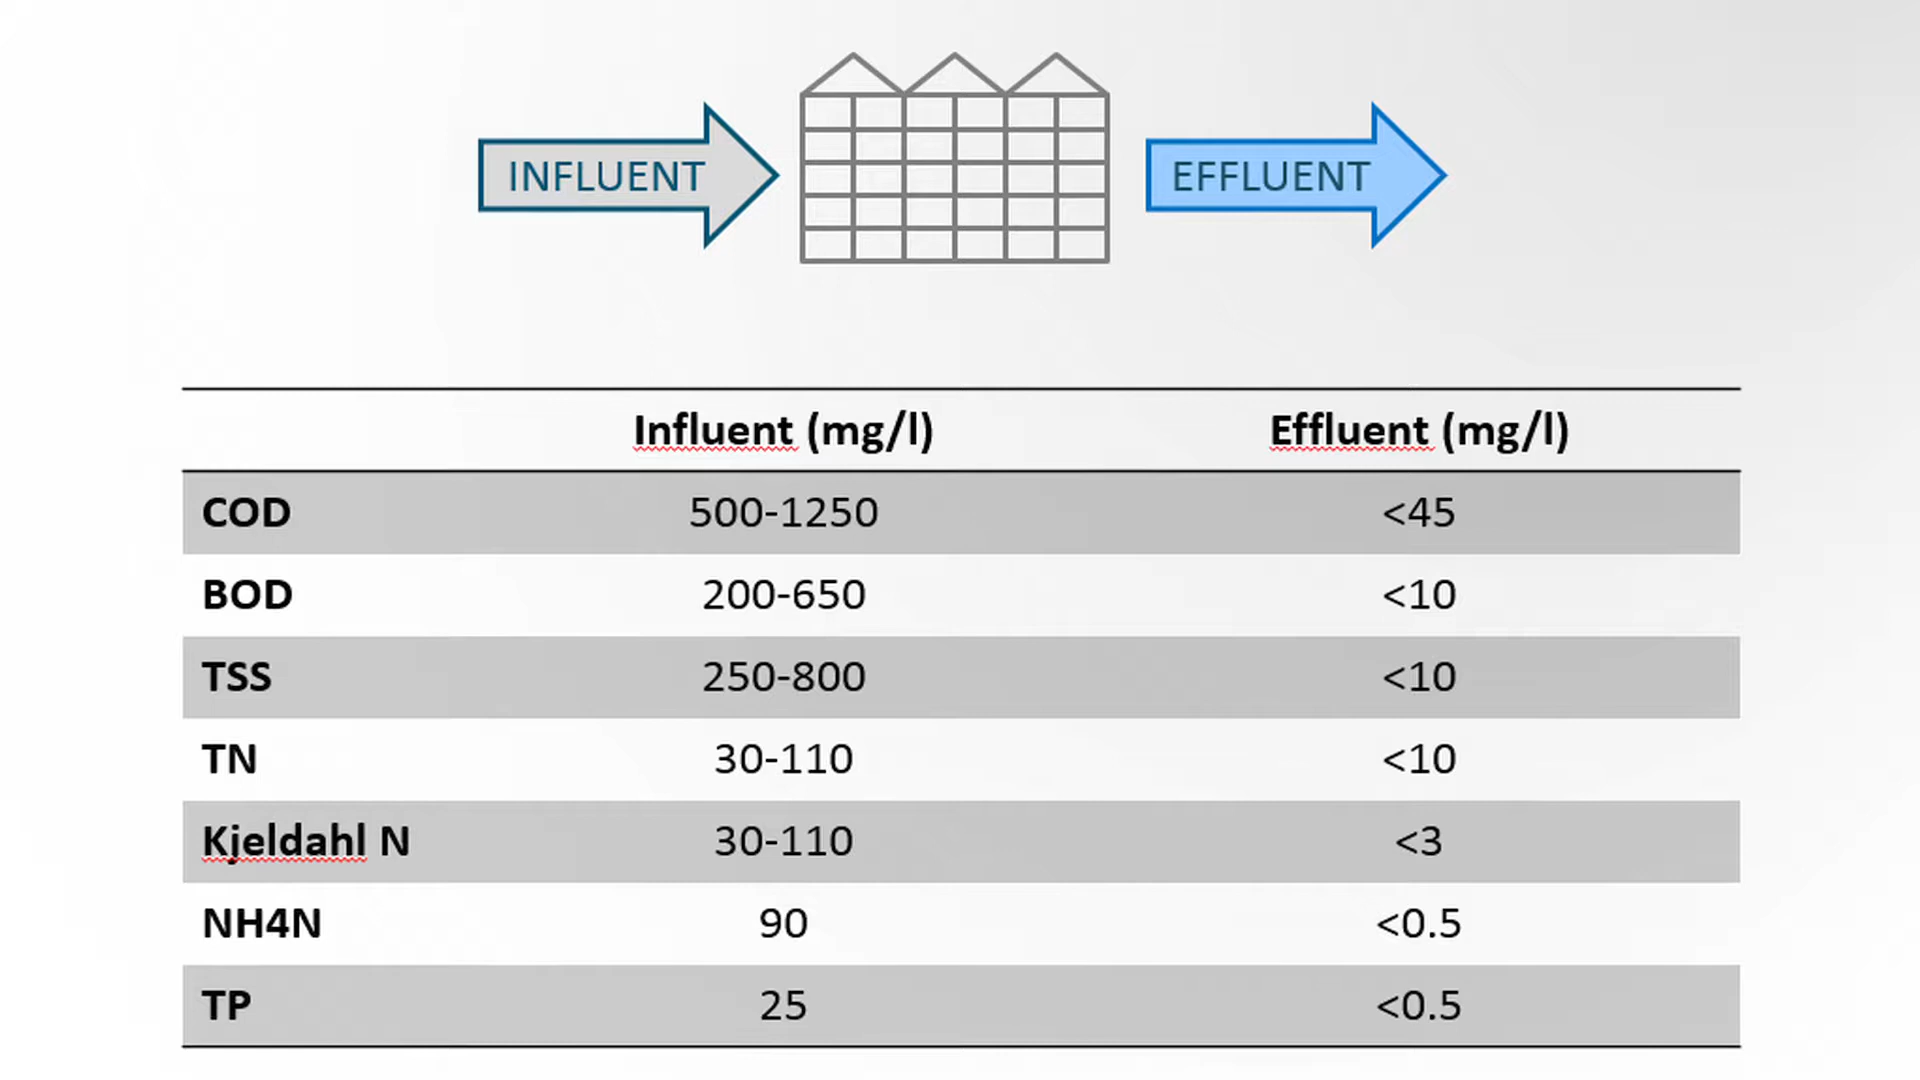 INFLUENT
EFFLUENT
Influent (mg/l) Effluent (mg/l)
COD 500-1250 <45
BOD 200-650 <10
TSS 250-800 <10
TN 30-110 <10
Kjeldahl N 30-110 <3
NH4N 90 <0.5
TP 25 <0.5